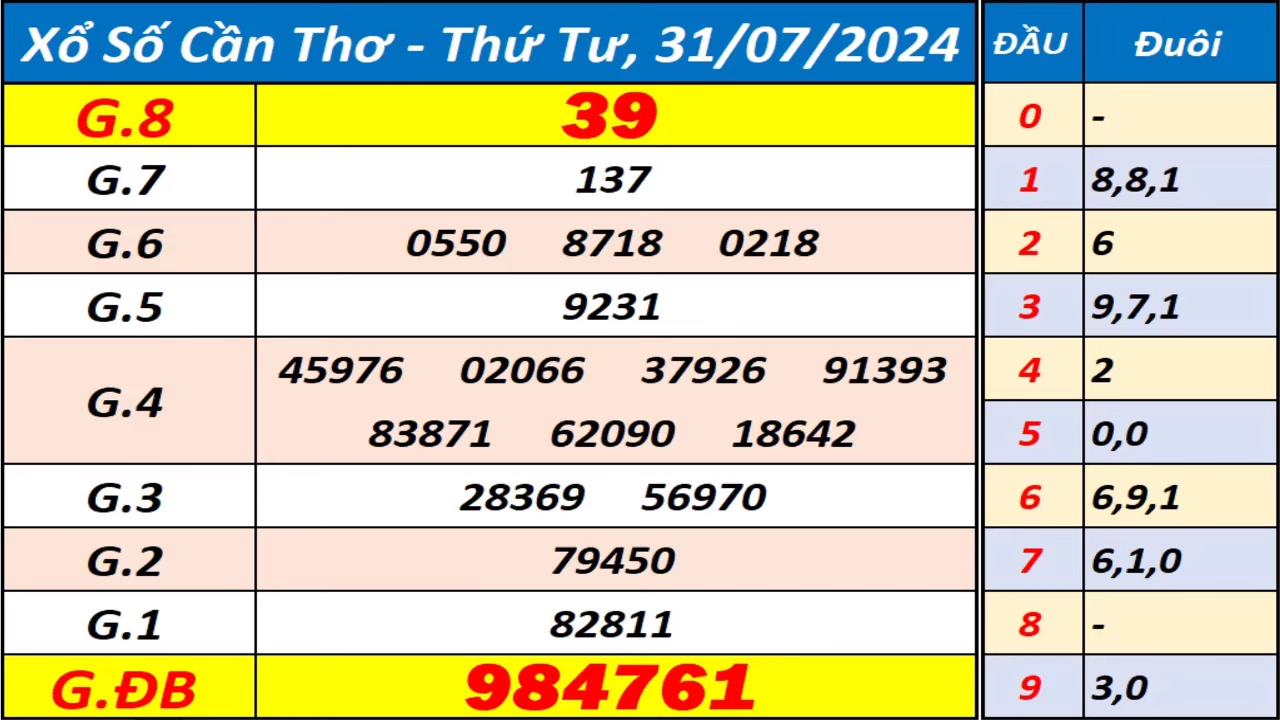 Xổ Số Cần Thơ - Thứ Tư, 31/07/2024
G.8 39
G.7 137
G.6 0550 8718 0218
G.5 9231
G.4 45976 02066 37926 91393
83871 62090 18642
G.3 28369 56970
G.2 79450
G.1 82811
G.ĐB 984761
ĐẦU Đuôi
0 -
1 8,8,1
2 6
3 9,7,1
4 2
5 0,0
6 6,9,1
7 6,1,0
8 -
9 3,0